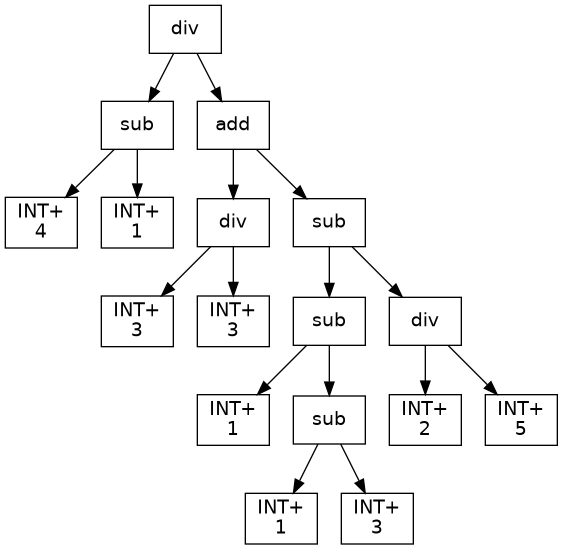 div
sub
add
INT+
4
INT+
1
div
sub
INT+
3
INT+
3
sub
div
INT+
1
sub
INT+
2
INT+
5
INT+
1
INT+
3